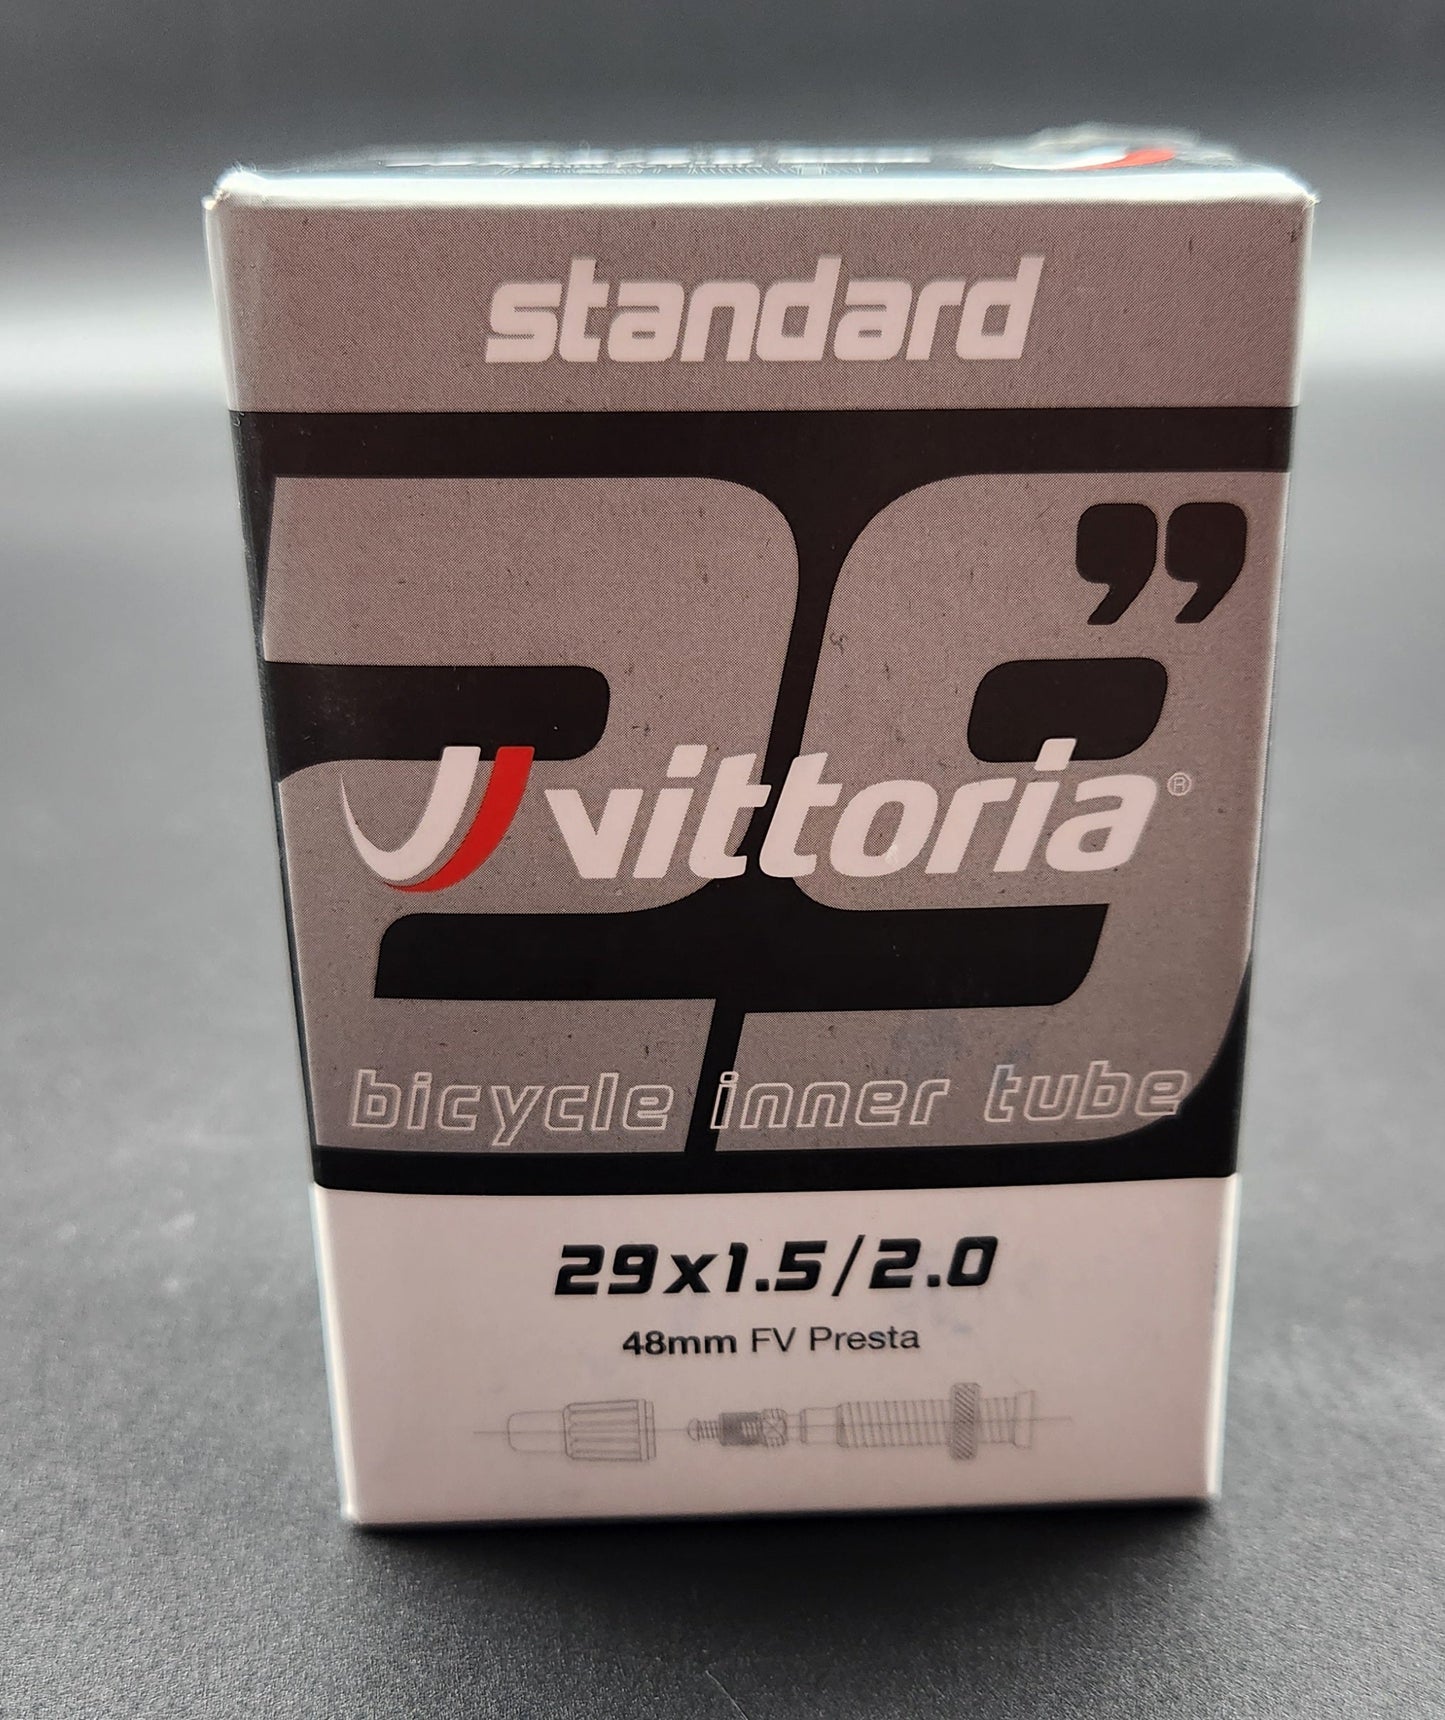 standard
29”
vittoria®
bicycle inner tube
29x1.5/2.0
48mm FV Presta